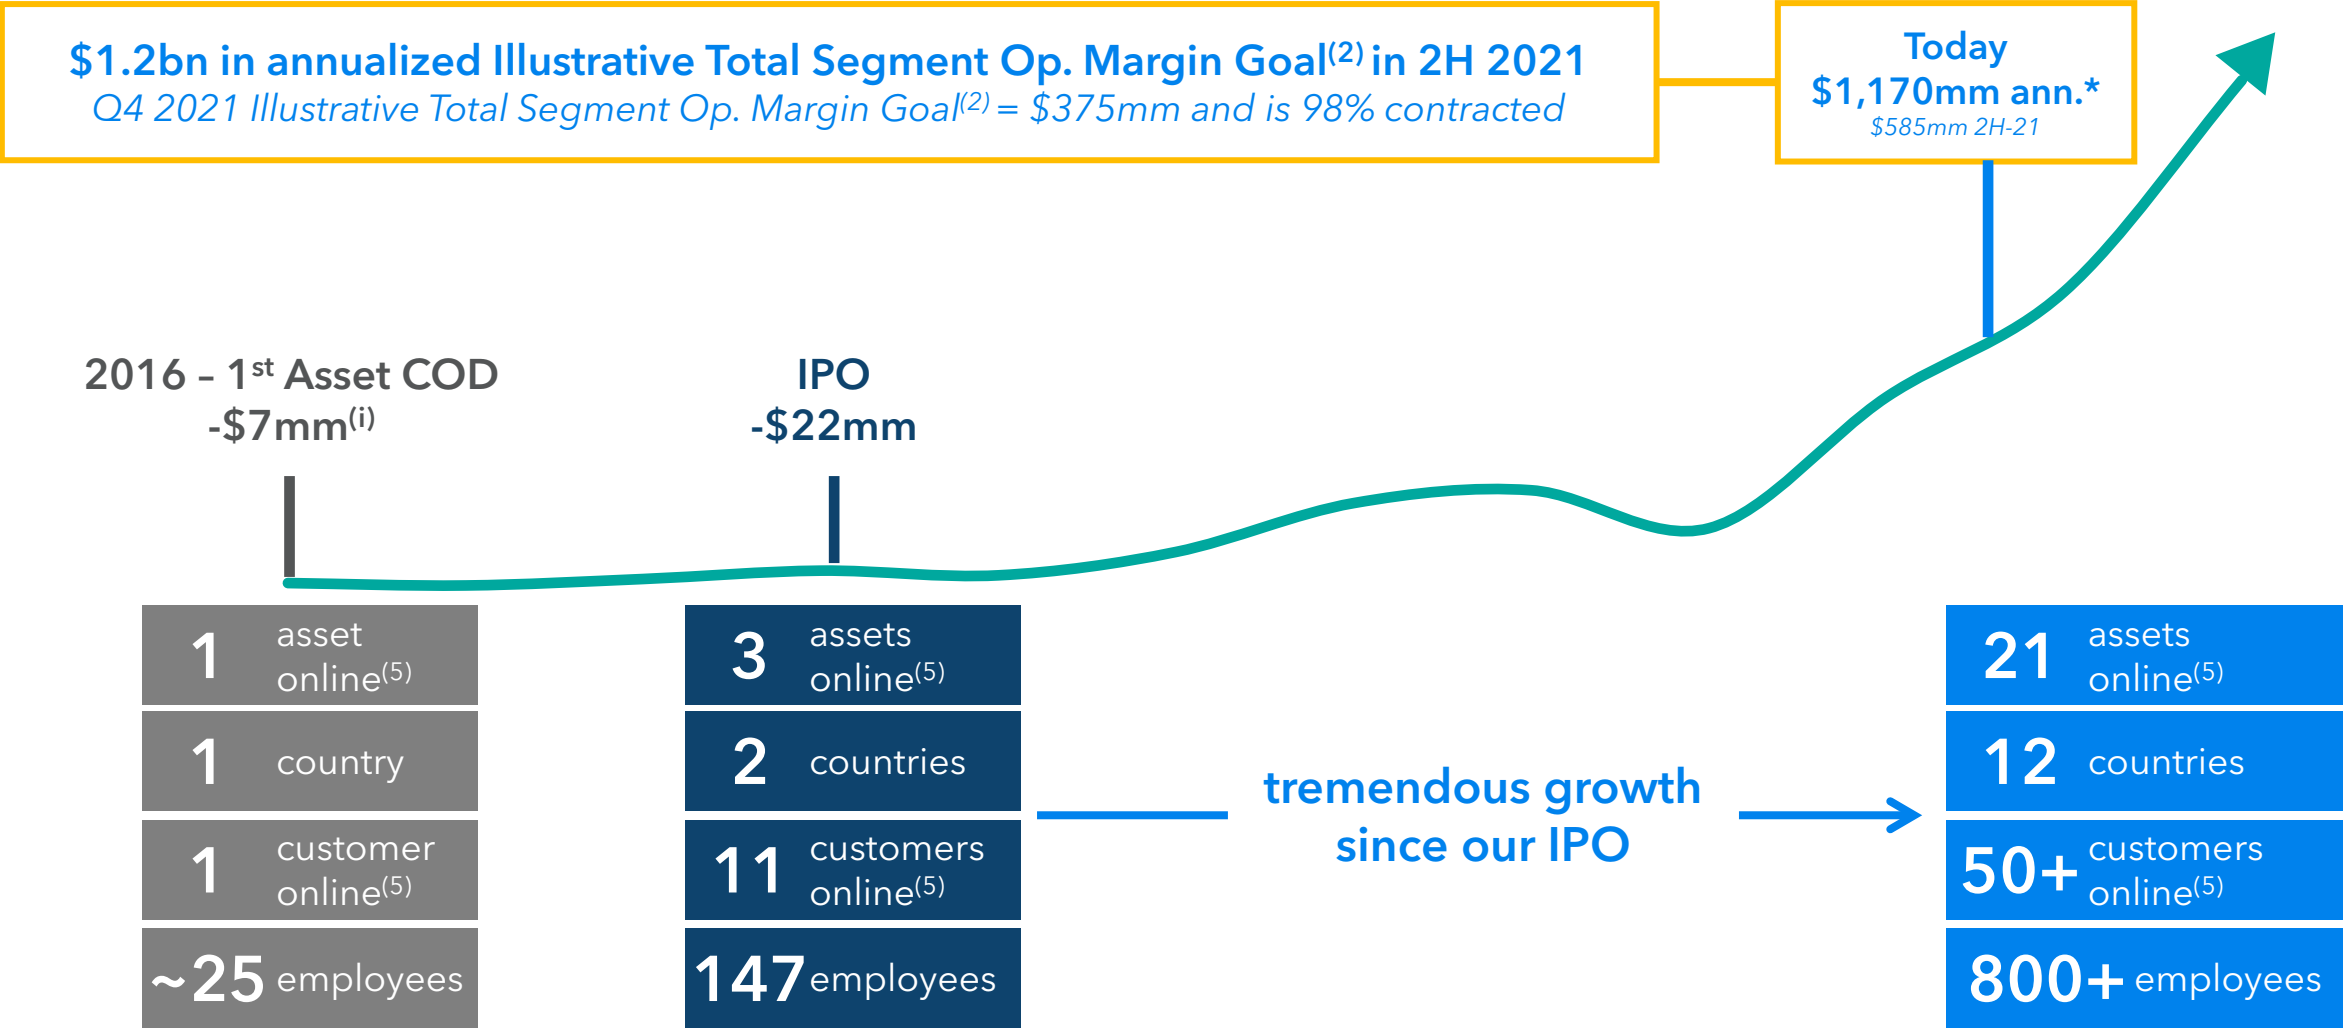 $1.2bn in annualized Illustrative Total Segment Op. Margin Goal(2) in 2H 2021
Q4 2021 Illustrative Total Segment Op. Margin Goal(2) = $375mm and is 98% contracted
Today
$1,170mm ann.*
$585mm 2H-21
2016 – 1st Asset COD
-$7mm(i)
IPO
-$22mm
1 asset
online(5)
1 country
1 customer
online(5)
~25 employees
3 assets
online(5)
2 countries
11 customers
online(5)
147 employees
tremendous growth
since our IPO
21 assets
online(5)
12 countries
50+ customers
online(5)
800+ employees